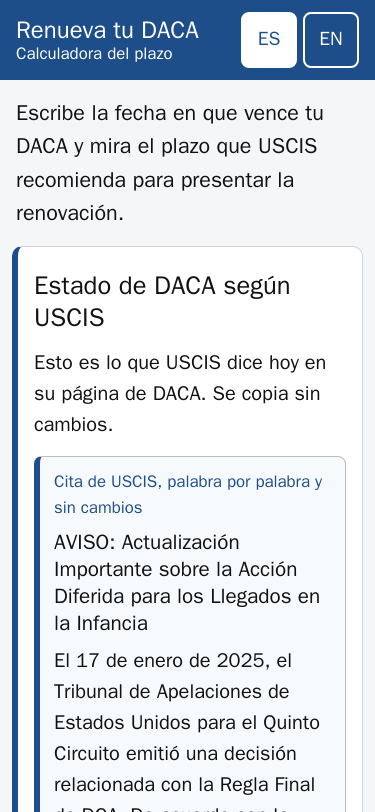 Renueva tu DACA
Calculadora del plazo
ES
EN
Escribe la fecha en que vence tu
DACA y mira el plazo que USCIS
recomienda para presentar la
renovación.
Estado de DACA según
USCIS
Esto es lo que USCIS dice hoy en
su página de DACA. Se copia sin
cambios.
Cita de USCIS, palabra por palabra y
sin cambios
AVISO: Actualización
Importante sobre la Acción
Diferida para los Llegados en
la Infancia
El 17 de enero de 2025, el
Tribunal de Apelaciones de
Estados Unidos para el Quinto
Circuito emitió una decisión
relacionada con la Regla Final